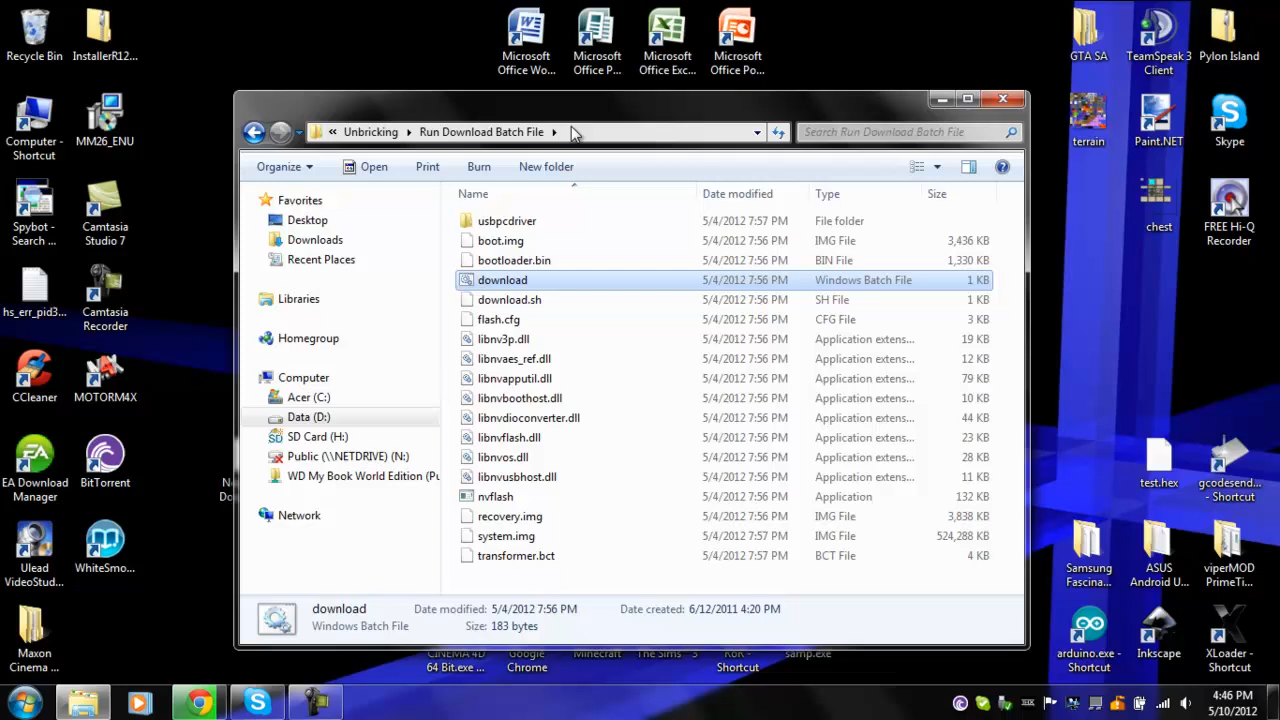 Recycle Bin
InstallerR12...
Microsoft Office Wo...
Microsoft Office P...
Microsoft Office Exc...
Microsoft Office Po...
GTA SA
TeamSpeak 3 Client
Pylon Island
Computer - Shortcut
MM26_ENU
terrain
Paint.NET
Skype
Spybot - Search ...
Camtasia Studio 7
chest
FREE Hi-Q Recorder
hs_err_pid3...
Camtasia Recorder
CCleaner
MOTORM4X
EA Download Manager
BitTorrent
test.hex
gcodesend... - Shortcut
Ulead VideoStud...
WhiteSmo...
Samsung Fascina...
ASUS Android U...
viperMOD PrimeTi...
Maxon Cinema ...
arduino.exe - Shortcut
Inkscape
XLoader - Shortcut
« Unbricking Run Download Batch File
Search Run Download Batch File
Organize Open Print Burn New folder
Favorites
Desktop
Downloads
Recent Places
Libraries
Homegroup
Computer
Acer (C:)
Data (D:)
SD Card (H:)
Public (\\NETDRIVE) (N:)
WD My Book World Edition (Pu
Network
Name Date modified Type Size
usbpcdriver 5/4/2012 7:57 PM File folder
boot.img 5/4/2012 7:56 PM IMG File 3,436 KB
bootloader.bin 5/4/2012 7:56 PM BIN File 1,330 KB
download 5/4/2012 7:56 PM Windows Batch File 1 KB
download.sh 5/4/2012 7:56 PM SH File 1 KB
flash.cfg 5/4/2012 7:56 PM CFG File 3 KB
libnv3p.dll 5/4/2012 7:56 PM Application extens... 19 KB
libnvaes_ref.dll 5/4/2012 7:56 PM Application extens... 12 KB
libnvapputil.dll 5/4/2012 7:56 PM Application extens... 79 KB
libnvboothost.dll 5/4/2012 7:56 PM Application extens... 10 KB
libnvdioconverter.dll 5/4/2012 7:56 PM Application extens... 44 KB
libnvflash.dll 5/4/2012 7:56 PM Application extens... 23 KB
libnvos.dll 5/4/2012 7:56 PM Application extens... 28 KB
libnvusbhost.dll 5/4/2012 7:56 PM Application extens... 11 KB
nvflash 5/4/2012 7:56 PM Application 132 KB
recovery.img 5/4/2012 7:56 PM IMG File 3,838 KB
system.img 5/4/2012 7:57 PM IMG File 524,288 KB
transformer.bct 5/4/2012 7:57 PM BCT File 4 KB
download Date modified: 5/4/2012 7:56 PM Date created: 6/12/2011 4:20 PM
Windows Batch File Size: 183 bytes
CINEMA 4D 64 Bit.exe ...
Google Chrome
Minecraft
The Sims 3
RoR - Shortcut
samp.exe
4:46 PM
5/10/2012